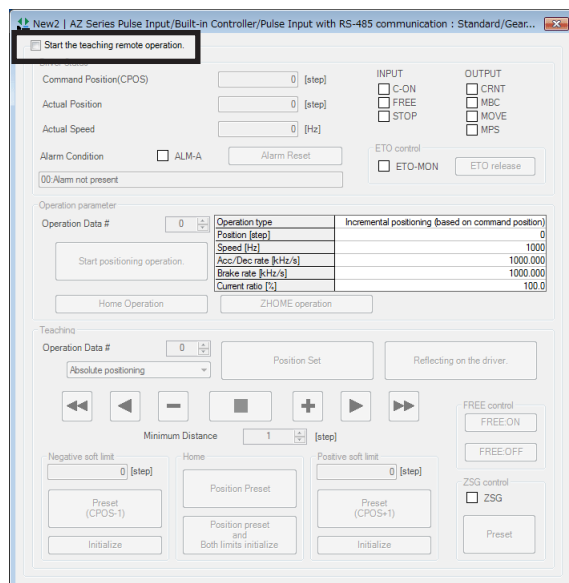 New2 | AZ Series Pulse Input/Built-in Controller/Pulse Input with RS-485 communication : Standard/Gear...
Start the teaching remote operation.
Driver status
Command Position(CPOS) 0 [step]
Actual Position 0 [step]
Actual Speed 0 [Hz]
INPUT OUTPUT
C-ON CRNT
FREE MBC
STOP MOVE
MPS
Alarm Condition ALM-A Alarm Reset
00:Alarm not present
ETO control
ETO-MON ETO release
Operation parameter
Operation Data # 0
Start positioning operation.
Operation type Incremental positioning (based on command position)
Position [step] 0
Speed [Hz] 1000
Acc/Dec rate [kHz/s] 1000.000
Brake rate [kHz/s] 1000.000
Current ratio [%] 100.0
Home Operation ZHOME operation
Teaching
Operation Data # 0
Absolute positioning
Position Set Reflecting on the driver.
Minimum Distance 1 [step]
FREE control
FREE:ON
FREE:OFF
Negative soft limit
0 [step]
Preset
(CPOS-1)
Initialize
Home
Position Preset
Position preset
and
Both limits initialize
Positive soft limit
0 [step]
Preset
(CPOS+1)
Initialize
ZSG control
ZSG
Preset